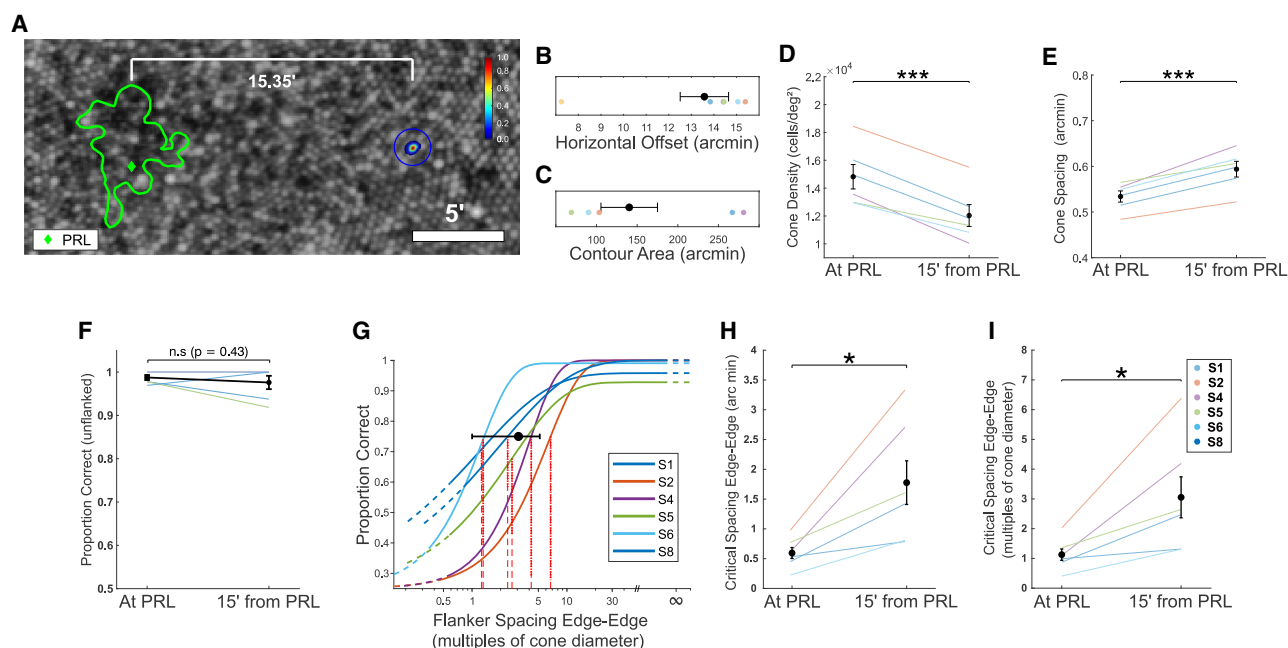 A
15.35'
1.0
0.8
0.6
0.4
0.2
0.0
5'
PRL
B
8 9 10 11 12 13 14 15
Horizontal Offset (arcmin)
C
100 150 200 250
Contour Area (arcmin)
D
×10⁴
2
1.8
1.6
1.4
1.2
1
Cone Density (cells/deg²)
***
At PRL 15' from PRL
E
0.8
0.7
0.6
0.5
0.4
Cone Spacing (arcmin)
***
At PRL 15' from PRL
F
n.s (p = 0.43)
1
0.9
0.8
0.7
0.6
0.5
Proportion Correct (unflanked)
At PRL 15' from PRL
G
1
0.9
0.8
0.7
0.6
0.5
0.4
0.3
Proportion Correct
S1
S2
S4
S5
S6
S8
0.5 1 5 10 30 ∞
Flanker Spacing Edge-Edge
(multiples of cone diameter)
H
4
3.5
3
2.5
2
1.5
1
0.5
0
Critical Spacing Edge-Edge (arc min)
*
At PRL 15' from PRL
I
8
7
6
5
4
3
2
1
0
Critical Spacing Edge-Edge
(multiples of cone diameter)
*
S1
S2
S4
S5
S6
S8
At PRL 15' from PRL